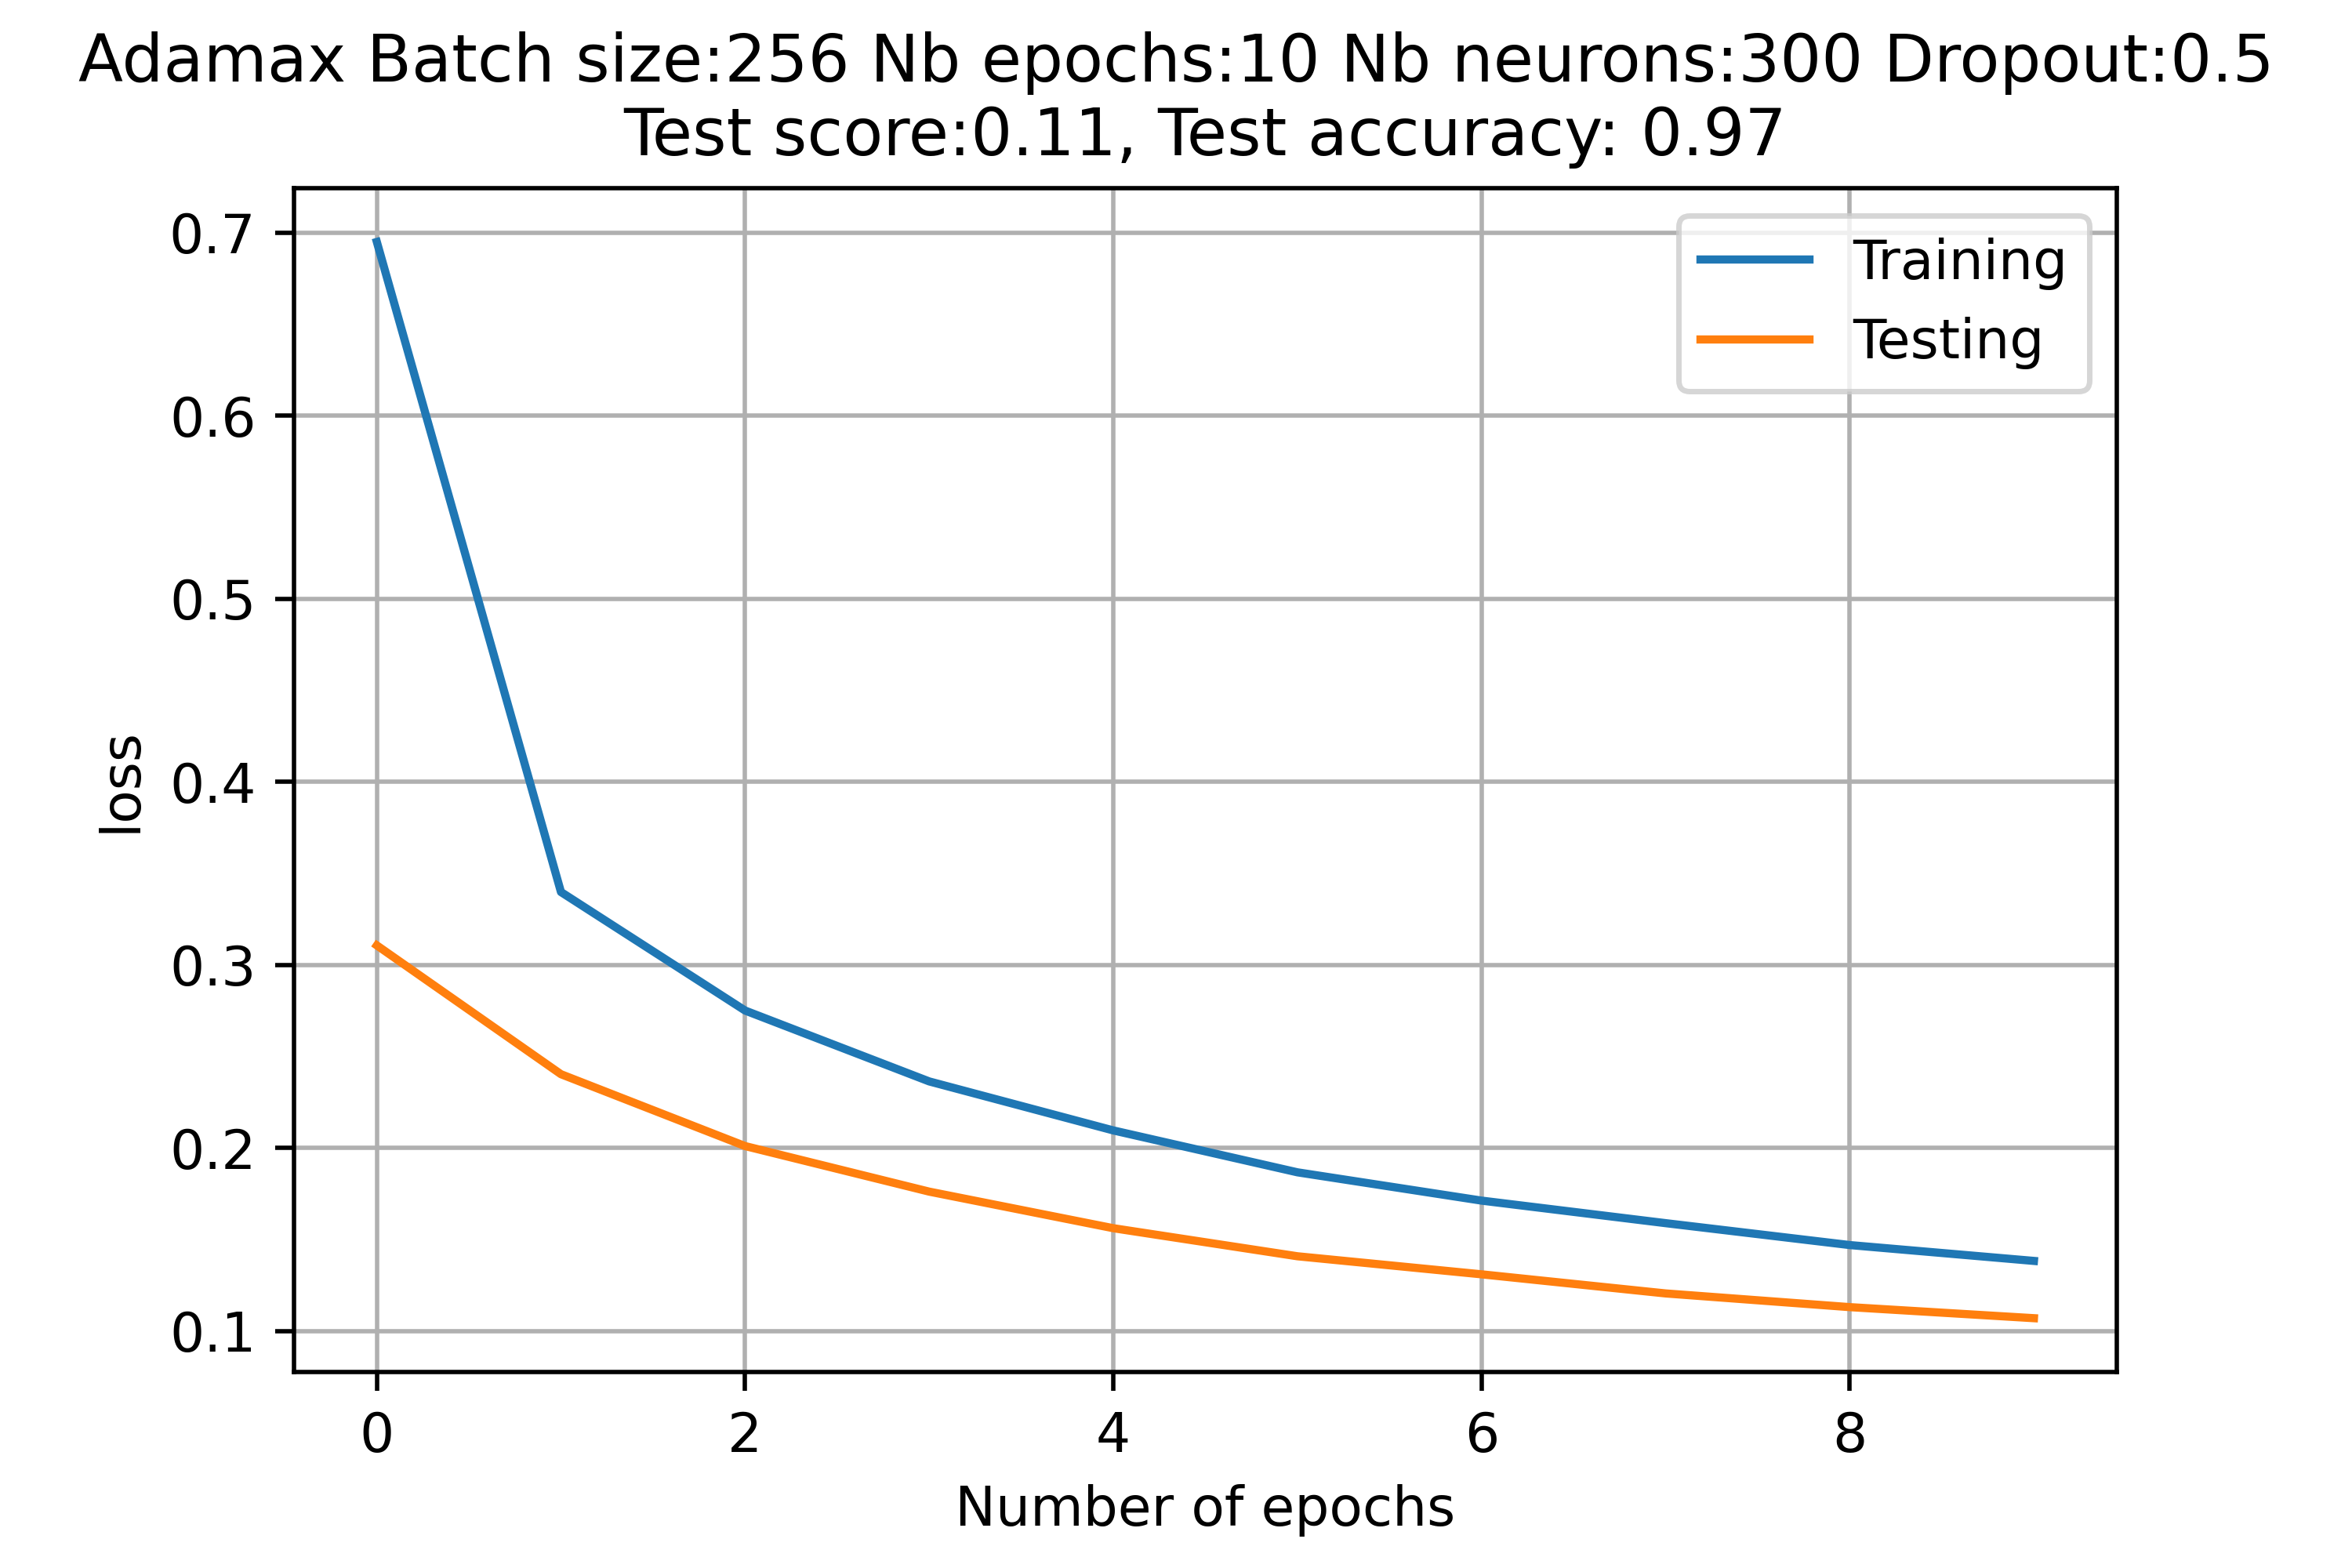 Adamax Batch size:256 Nb epochs:10 Nb neurons:300 Dropout:0.5
Test score:0.11, Test accuracy: 0.97
Training
Testing
0.7
0.6
0.5
0.4
0.3
0.2
0.1
loss
0 2 4 6 8
Number of epochs